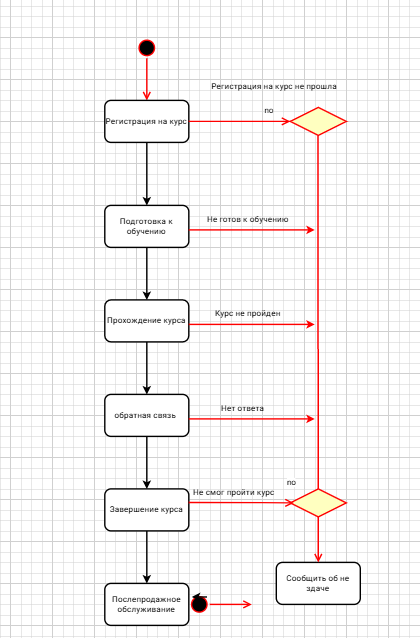 Регистрация на курс не прошла
no
Регистрация на курс
Подготовка к
обучению
Не готов к обучению
Прохождение курса
Курс не пройден
обратная связь
Нет ответа
no
Не смог пройти курс
Завершение курса
Сообщить об не
здаче
Послепродажное
обслуживание